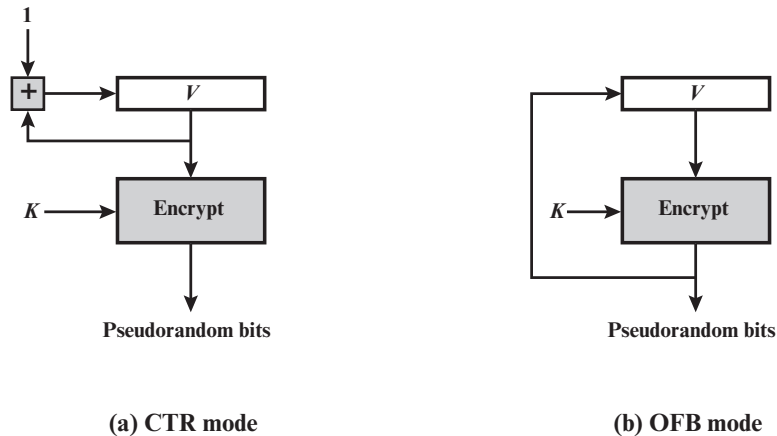 1
+
V
K
Encrypt
Pseudorandom bits
(a) CTR mode
V
K
Encrypt
Pseudorandom bits
(b) OFB mode